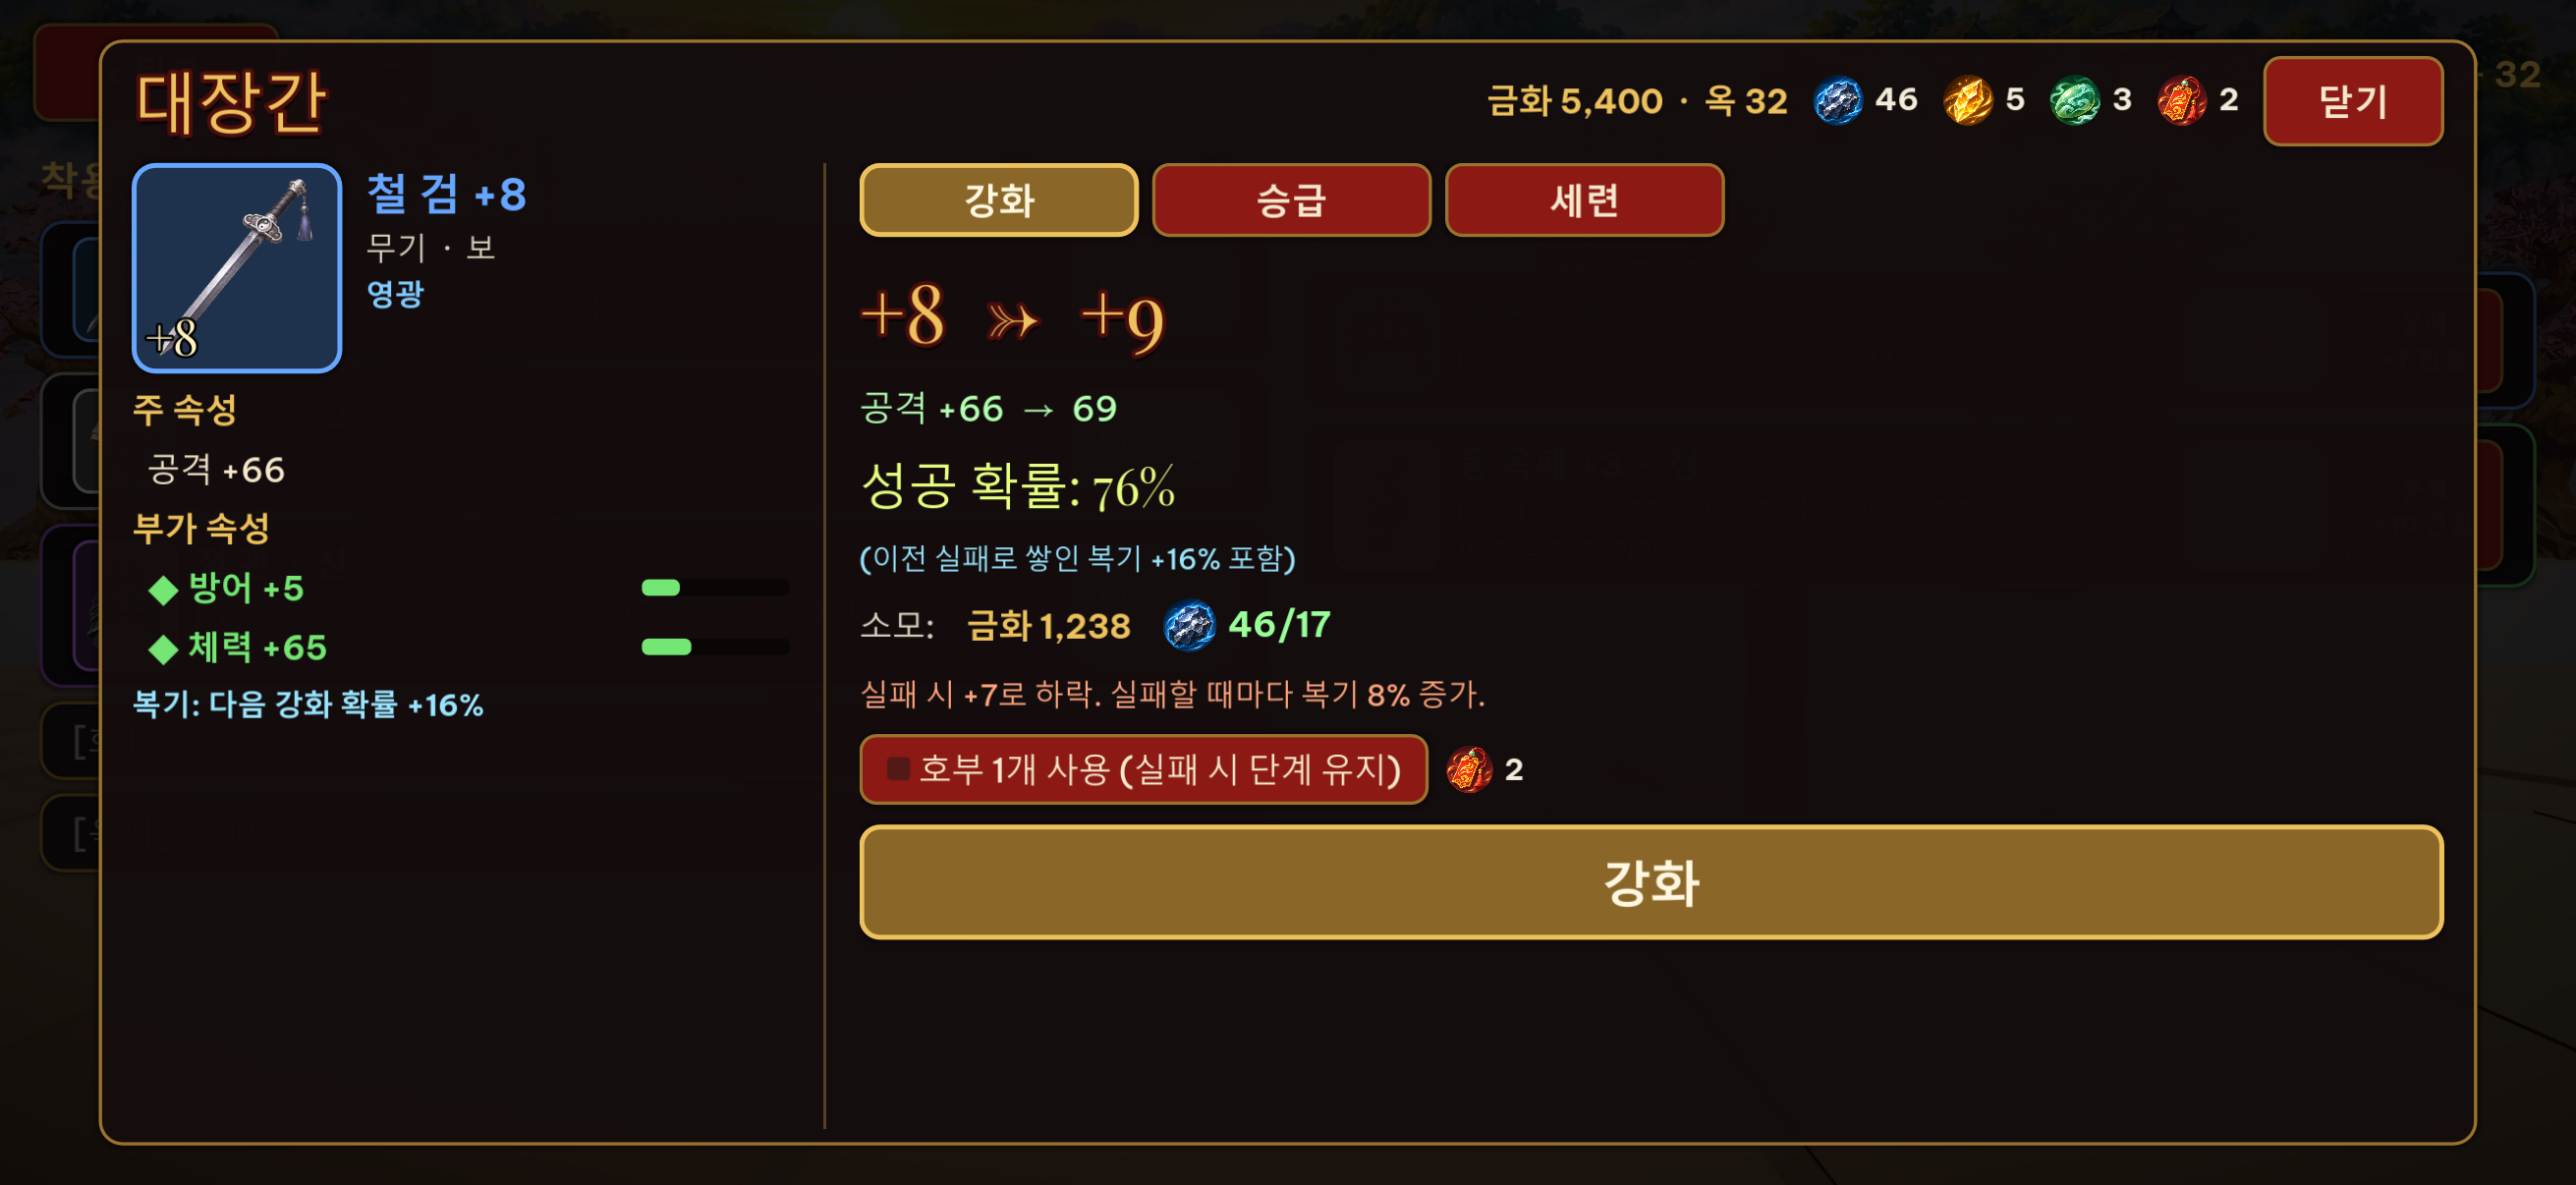 대장간
금화 5,400 · 옥 32 46 5 3 2 닫기
32
착용
+8
철 검 +8
무기 · 보
영광
주 속성
공격 +66
부가 속성
◆ 방어 +5
◆ 체력 +65
복기: 다음 강화 확률 +16%
강화 승급 세련
+8 +9
공격 +66 → 69
성공 확률: 76%
(이전 실패로 쌓인 복기 +16% 포함)
소모: 금화 1,238 46/17
실패 시 +7로 하락. 실패할 때마다 복기 8% 증가.
호부 1개 사용 (실패 시 단계 유지) 2
강화